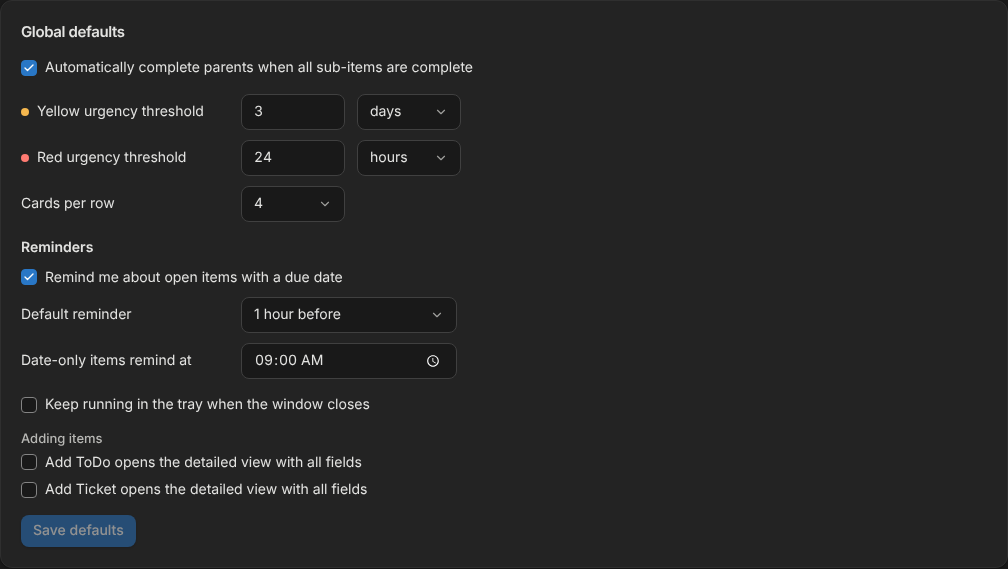 Global defaults
Automatically complete parents when all sub-items are complete
Yellow urgency threshold 3 days
Red urgency threshold 24 hours
Cards per row 4
Reminders
Remind me about open items with a due date
Default reminder 1 hour before
Date-only items remind at 09:00 AM
Keep running in the tray when the window closes
Adding items
Add ToDo opens the detailed view with all fields
Add Ticket opens the detailed view with all fields
Save defaults